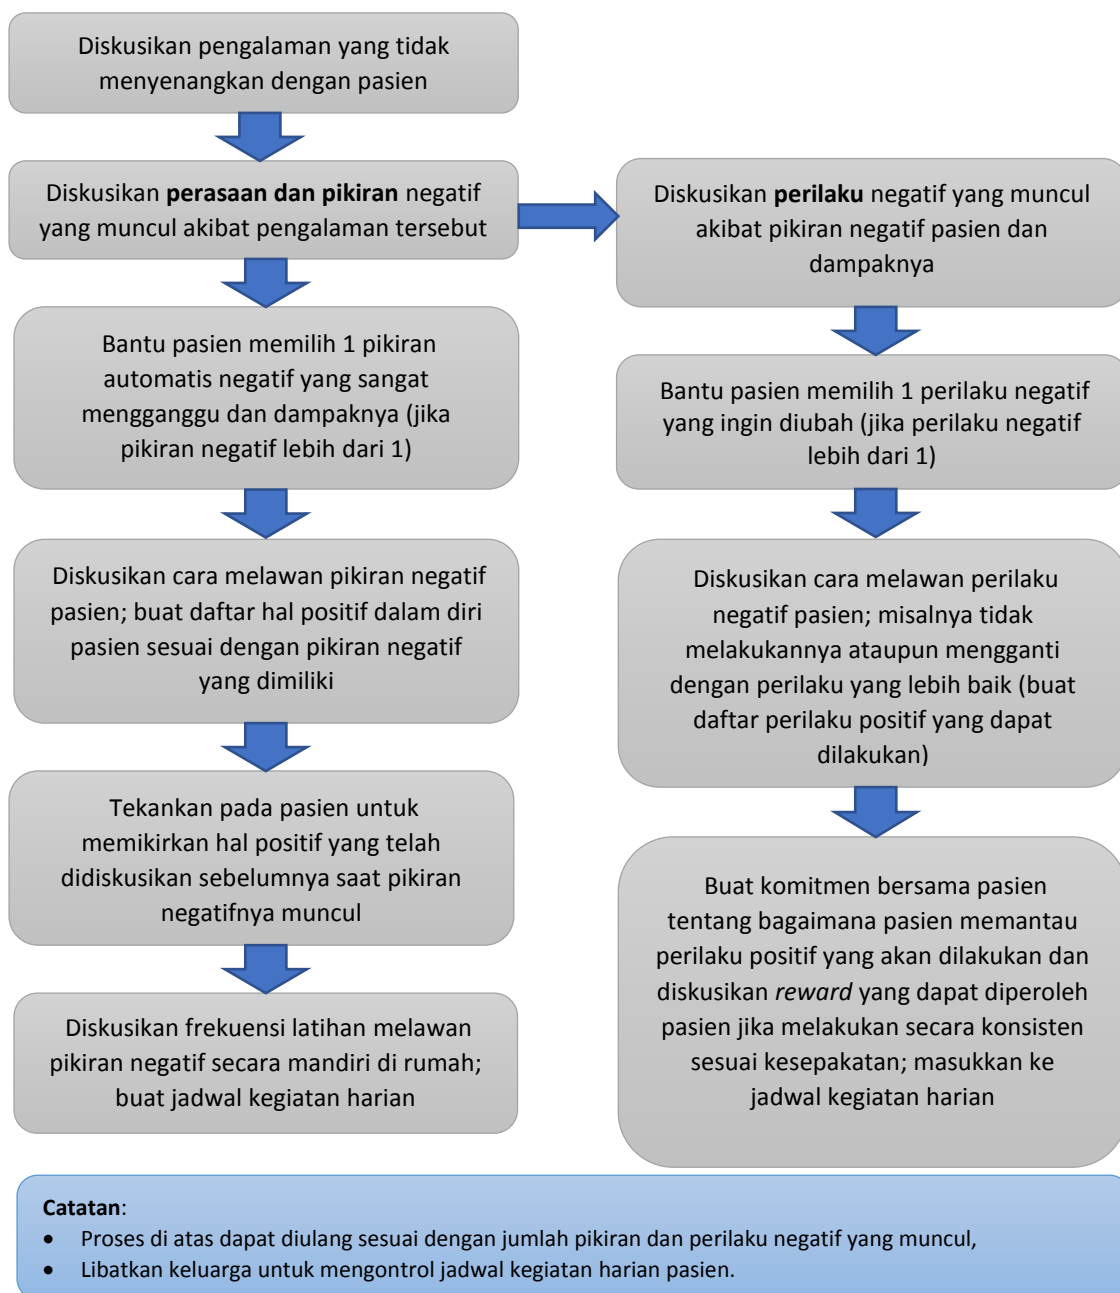 Diskusikan pengalaman yang tidak
menyenangkan dengan pasien
Diskusikan perasaan dan pikiran negatif
yang muncul akibat pengalaman tersebut
Bantu pasien memilih 1 pikiran
automatis negatif yang sangat
mengganggu dan dampaknya (jika
pikiran negatif lebih dari 1)
Diskusikan cara melawan pikiran negatif
pasien; buat daftar hal positif dalam diri
pasien sesuai dengan pikiran negatif
yang dimiliki
Tekankan pada pasien untuk
memikirkan hal positif yang telah
didiskusikan sebelumnya saat pikiran
negatifnya muncul
Diskusikan frekuensi latihan melawan
pikiran negatif secara mandiri di rumah;
buat jadwal kegiatan harian
Diskusikan perilaku negatif yang muncul
akibat pikiran negatif pasien dan
dampaknya
Bantu pasien memilih 1 perilaku negatif
yang ingin diubah (jika perilaku negatif
lebih dari 1)
Diskusikan cara melawan perilaku
negatif pasien; misalnya tidak
melakukannya ataupun mengganti
dengan perilaku yang lebih baik (buat
daftar perilaku positif yang dapat
dilakukan)
Buat komitmen bersama pasien
tentang bagaimana pasien memantau
perilaku positif yang akan dilakukan dan
diskusikan reward yang dapat diperoleh
pasien jika melakukan secara konsisten
sesuai kesepakatan; masukkan ke
jadwal kegiatan harian
Catatan:
• Proses di atas dapat diulang sesuai dengan jumlah pikiran dan perilaku negatif yang muncul,
• Libatkan keluarga untuk mengontrol jadwal kegiatan harian pasien.